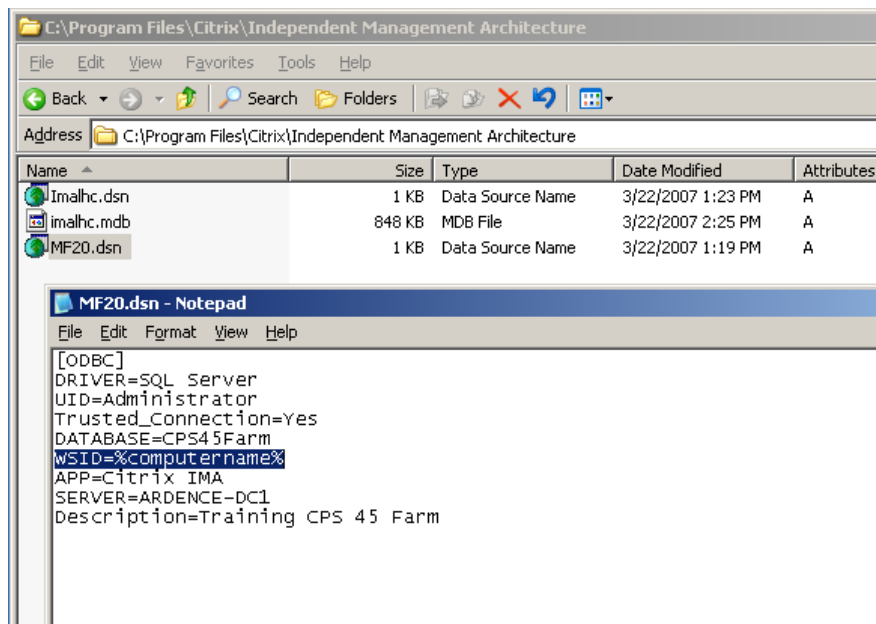 C:\Program Files\Citrix\Independent Management Architecture
File Edit View Favorites Tools Help
Back Search Folders
Address C:\Program Files\Citrix\Independent Management Architecture
Name Size Type Date Modified Attributes
Imalhc.dsn 1 KB Data Source Name 3/22/2007 1:23 PM A
imalhc.mdb 848 KB MDB File 3/22/2007 2:25 PM A
MF20.dsn 1 KB Data Source Name 3/22/2007 1:19 PM A
MF20.dsn - Notepad
File Edit Format View Help
[ODBC]
DRIVER=SQL Server
UID=Administrator
Trusted_Connection=Yes
DATABASE=CPS45Farm
WSID=%computername%
APP=Citrix IMA
SERVER=ARDENCE-DC1
Description=Training CPS 45 Farm